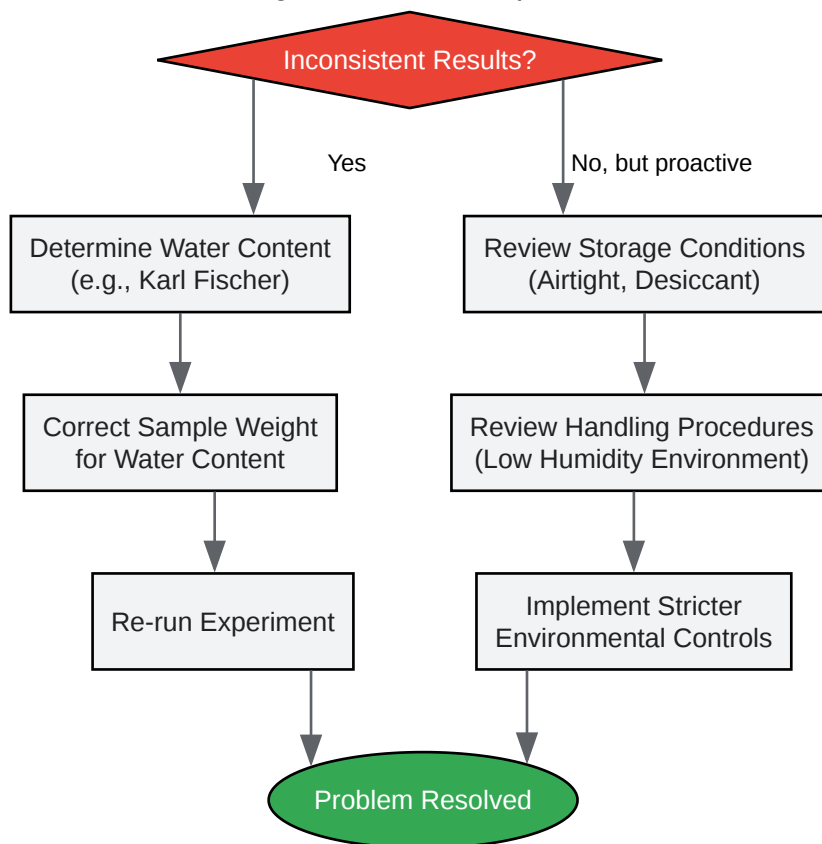 Inconsistent Results?
Yes
No, but proactive
Determine Water Content
(e.g., Karl Fischer)
Review Storage Conditions
(Airtight, Desiccant)
Correct Sample Weight
for Water Content
Review Handling Procedures
(Low Humidity Environment)
Re-run Experiment
Implement Stricter
Environmental Controls
Problem Resolved